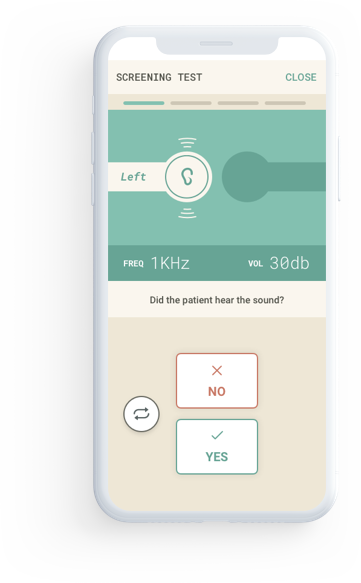 SCREENING TEST
CLOSE
Left
FREQ 1KHz
VOL 30db
Did the patient hear the sound?
NO
YES